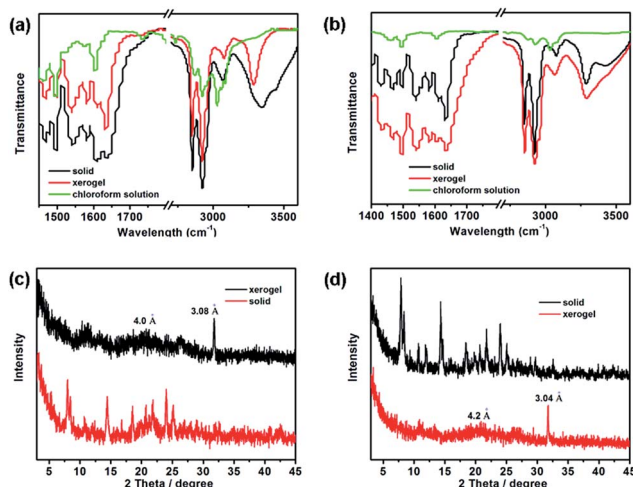 (a)
Transmittance
solid
xerogel
chloroform solution
1500 1600 1700 3000 3500
Wavelength (cm⁻¹)
(b)
Transmittance
solid
xerogel
chloroform solution
1400 1500 1600 1700 3000 3500
Wavelength (cm⁻¹)
(c)
Intensity
xerogel
solid
4.0 Å
3.08 Å
5 10 15 20 25 30 35 40 45
2 Theta / degree
(d)
Intensity
solid
xerogel
4.2 Å
3.04 Å
5 10 15 20 25 30 35 40 45
2 Theta / degree